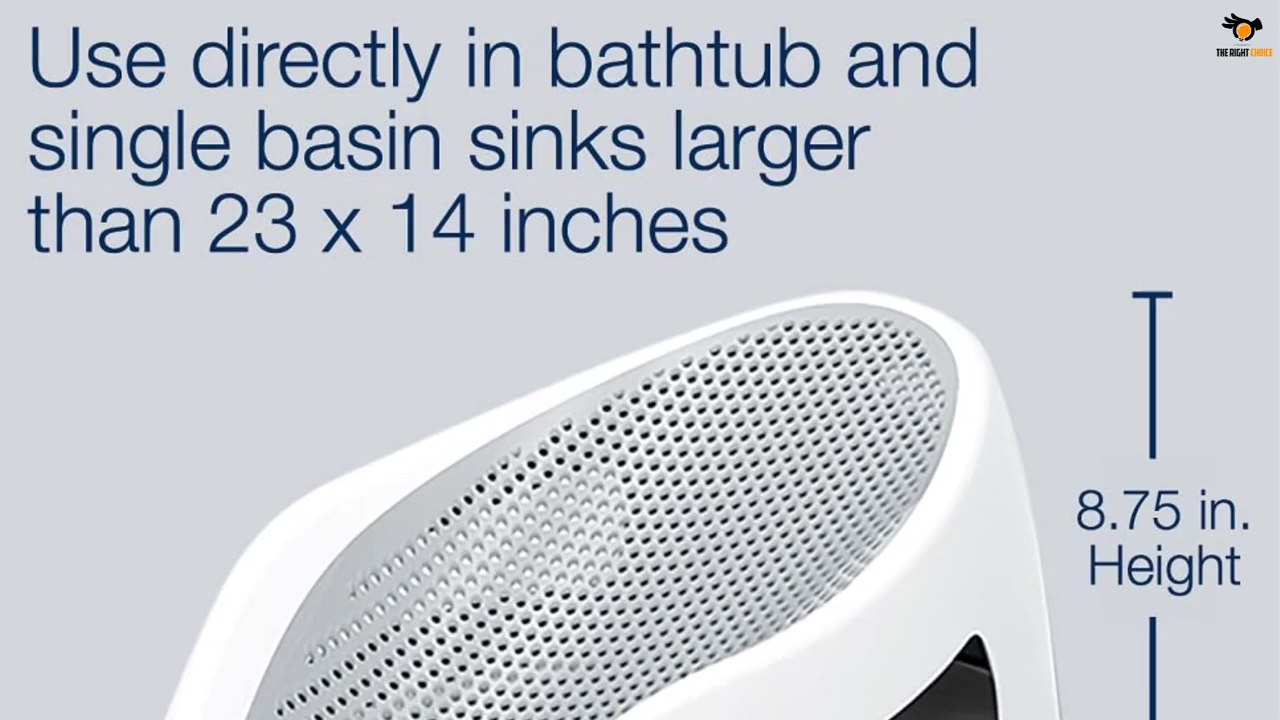 Use directly in bathtub and
single basin sinks larger
than 23 x 14 inches
THE RIGHT CHOICE
8.75 in.
Height